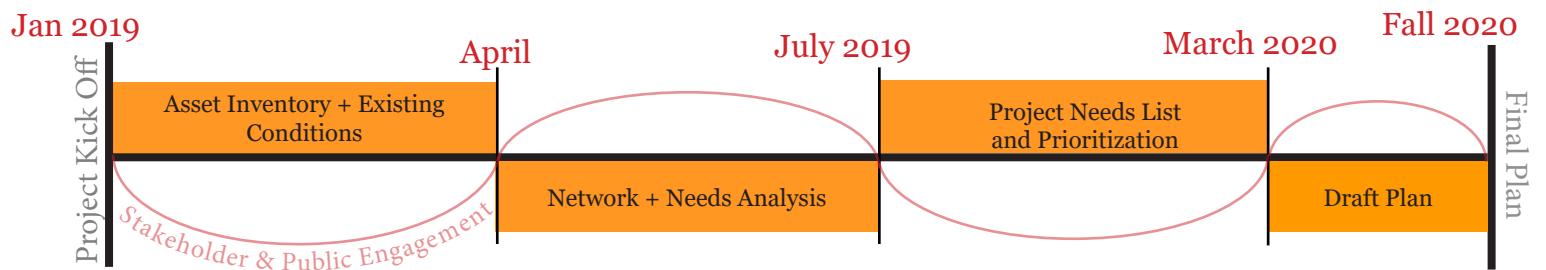 Jan 2019
April
July 2019
March 2020
Fall 2020
Project Kick Off
Asset Inventory + Existing
Conditions
Network + Needs Analysis
Project Needs List
and Prioritization
Draft Plan
Final Plan
Stakeholder & Public Engagement